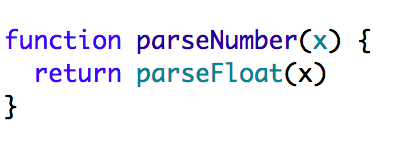 function parseNumber(x) {
  return parseFloat(x)
}